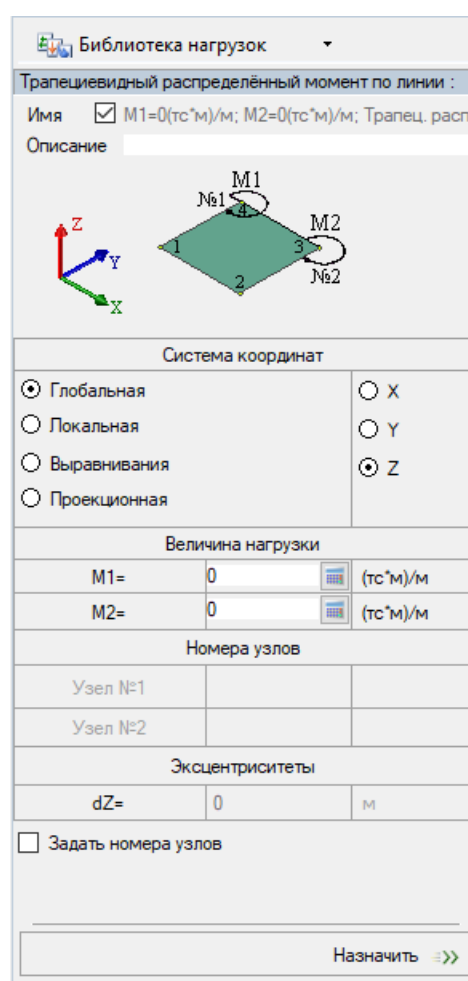 Библиотека нагрузок
Трапециевидный распределённый момент по линии :
Имя M1=0(тс*м)/м; M2=0(тс*м)/м; Трапец. расп
Описание
M1
№1
4
M2
Z
Y
X
1
3
2
№2
Система координат
Глобальная X
Локальная Y
Выравнивания Z
Проекционная
Величина нагрузки
M1= 0 (тс*м)/м
M2= 0 (тс*м)/м
Номера узлов
Узел №1
Узел №2
Эксцентриситеты
dZ= 0 м
Задать номера узлов
Назначить